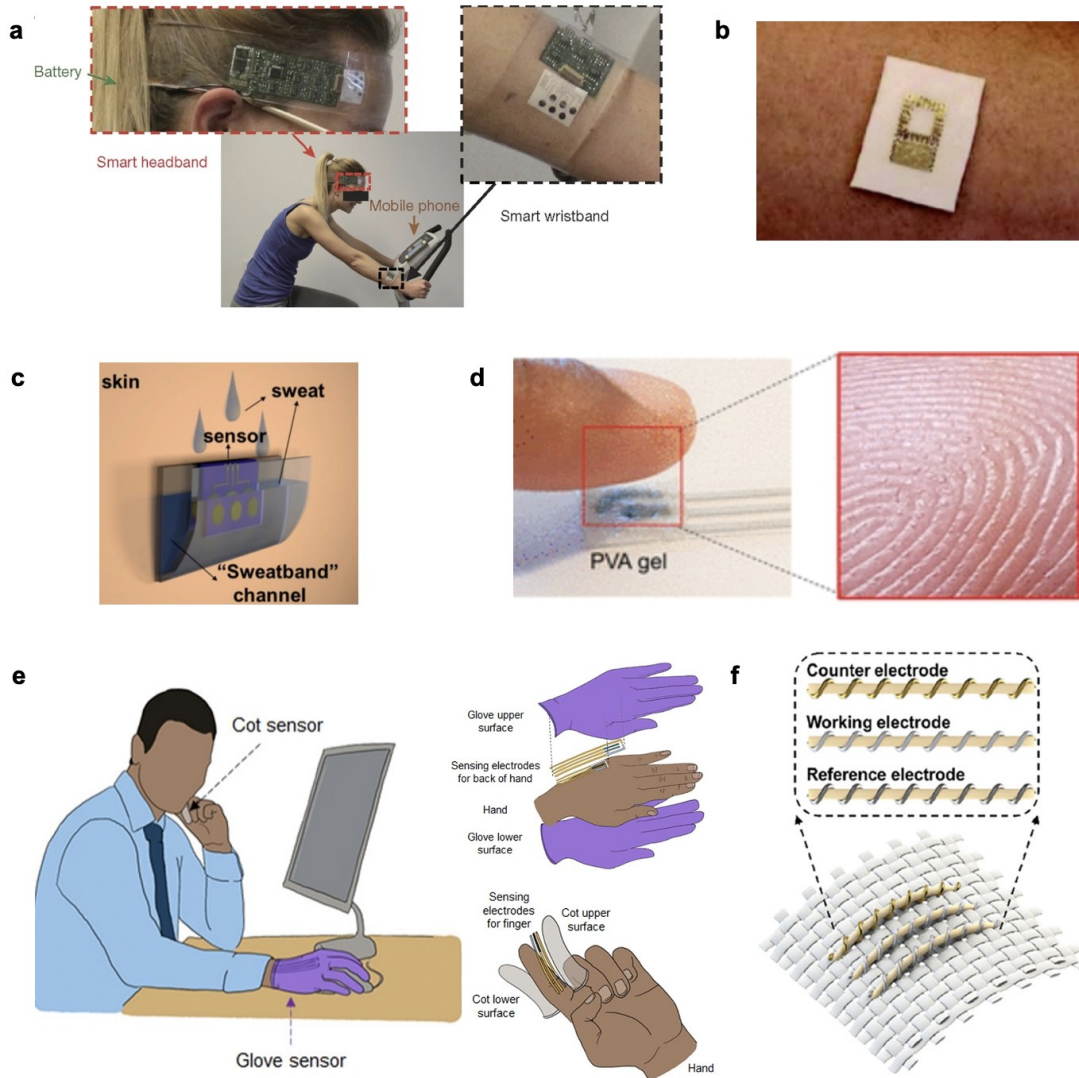 a
Battery
Smart headband
Mobile phone
Smart wristband
b
c
skin
sweat
sensor
“Sweatband”
channel
d
PVA gel
e
Cot sensor
Glove sensor
Glove upper
surface
Sensing electrodes
for back of hand
Hand
Glove lower
surface
Sensing
electrodes
for finger
Cot upper
surface
Cot lower
surface
Hand
f
Counter electrode
Working electrode
Reference electrode